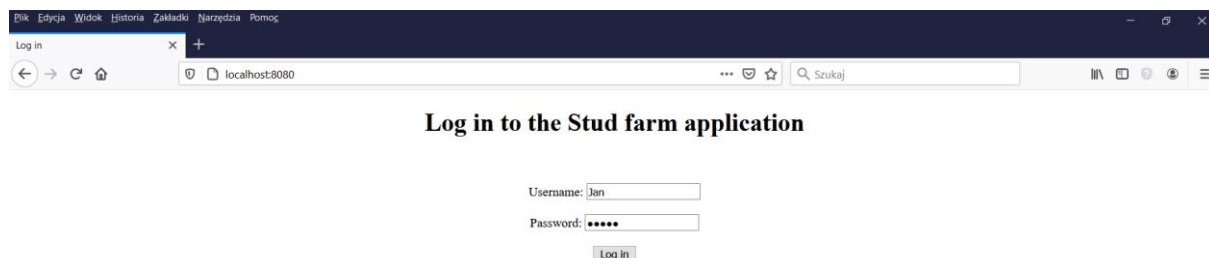 Plik Edycja Widok Historia Zakładki Narzędzia Pomoc
Log in
localhost:8080 Szukaj
Log in to the Stud farm application
Username: Jan
Password: •••••
Log in